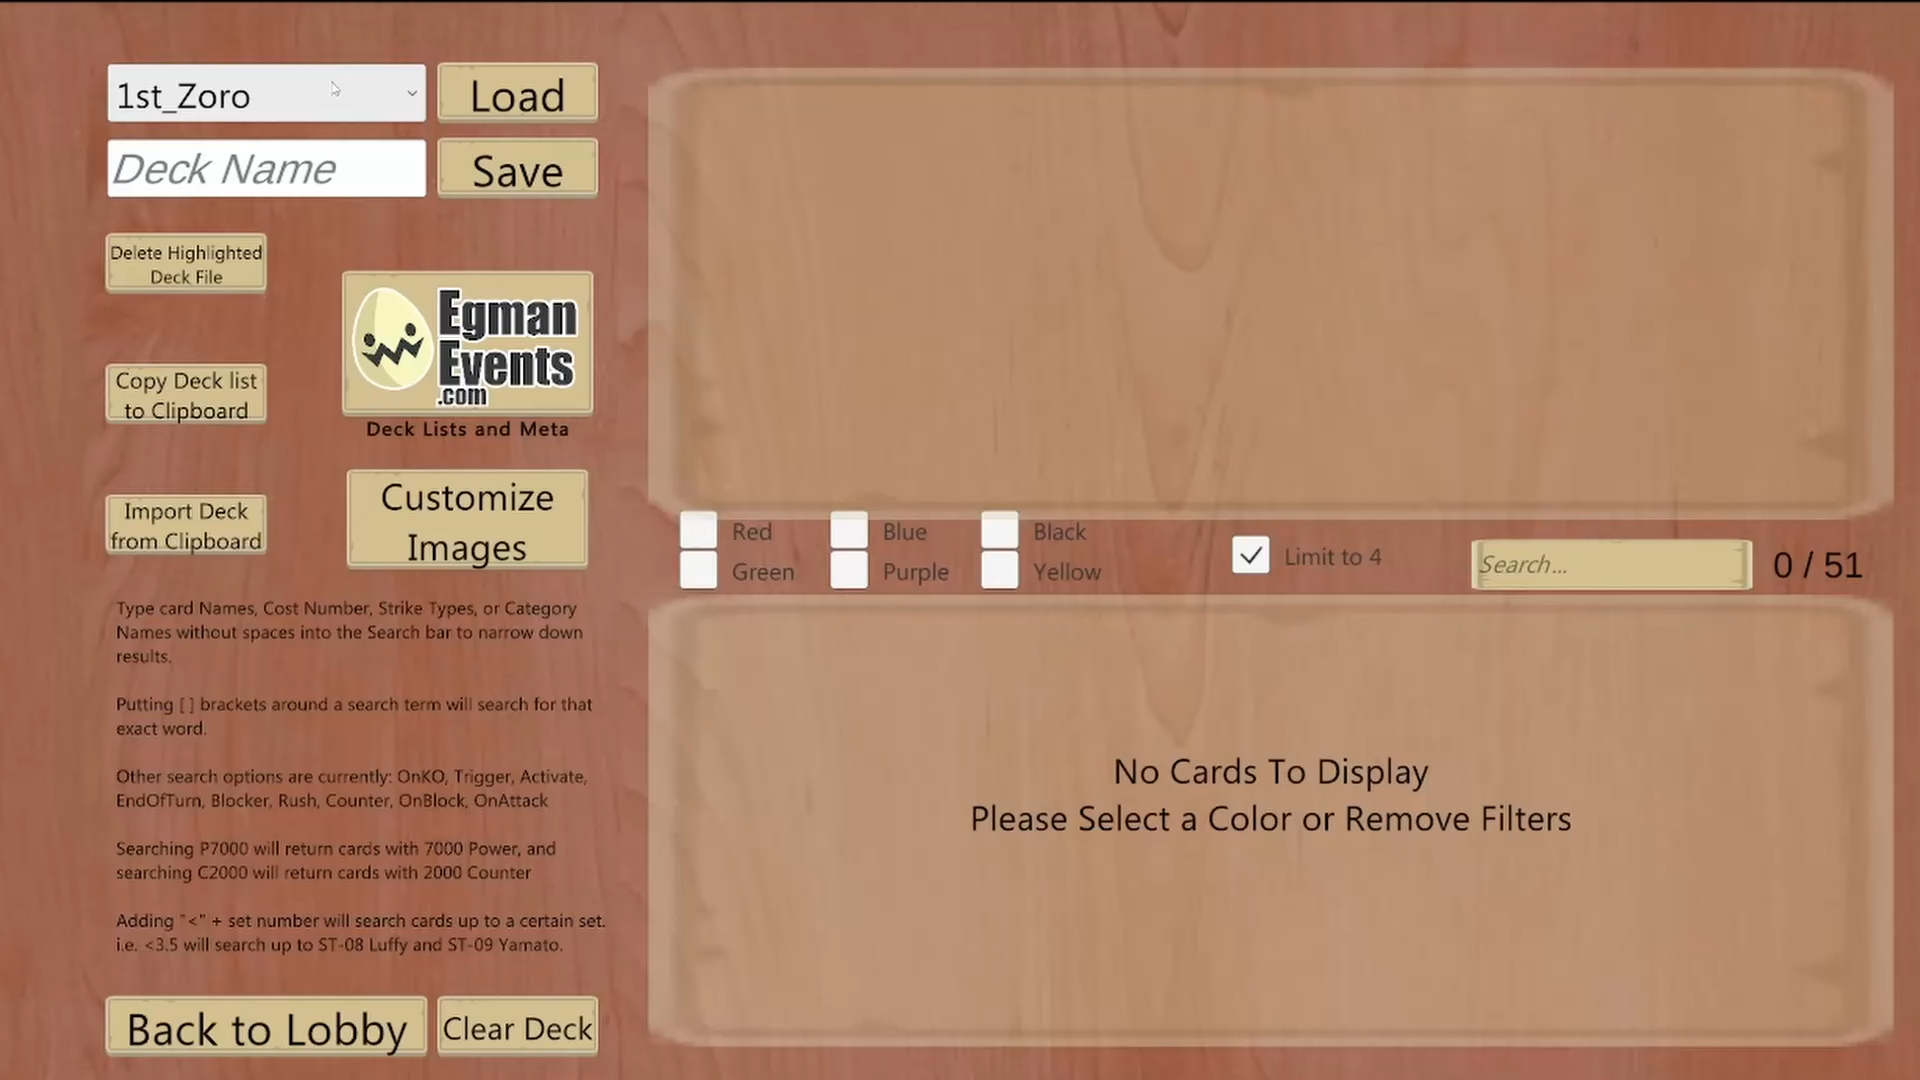 1st_Zoro
Load
Deck Name
Save
Delete Highlighted
Deck File
Egman
Events
.com
Deck Lists and Meta
Copy Deck list
to Clipboard
Import Deck
from Clipboard
Customize
Images
Type card Names, Cost Number, Strike Types, or Category
Names without spaces into the Search bar to narrow down
results.
Putting [ ] brackets around a search term will search for that
exact word.
Other search options are currently: OnKO, Trigger, Activate,
EndOfTurn, Blocker, Rush, Counter, OnBlock, OnAttack
Searching P7000 will return cards with 7000 Power, and
searching C2000 will return cards with 2000 Counter
Adding "<" + set number will search cards up to a certain set.
i.e. <3.5 will search up to ST-08 Luffy and ST-09 Yamato.
Back to Lobby
Clear Deck
Red
Blue
Black
Green
Purple
Yellow
Limit to 4
Search...
0 / 51
No Cards To Display
Please Select a Color or Remove Filters